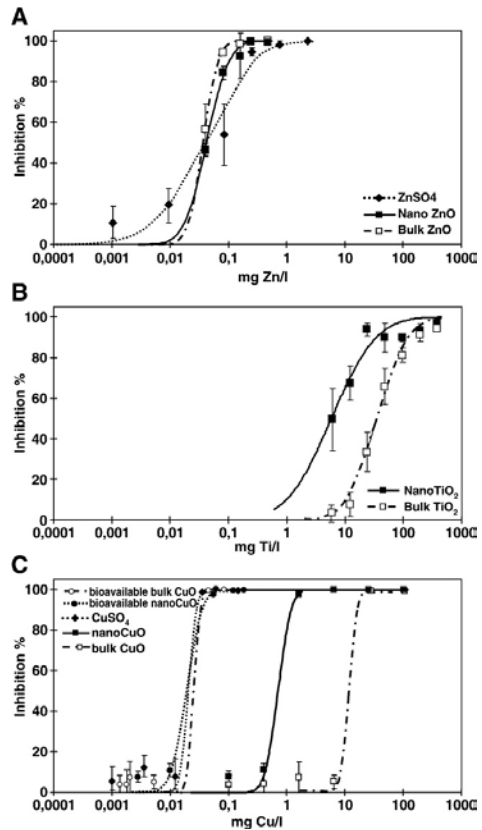 A
100
80
60
40
20
0
Inhibition %
ZnSO4
Nano ZnO
Bulk ZnO
0,0001 0,001 0,01 0,1 1 10 100 1000
mg Zn/l
B
100
80
60
40
20
0
Inhibition %
NanoTiO₂
Bulk TiO₂
0,0001 0,001 0,01 0,1 1 10 100 1000
mg Ti/l
C
100
80
60
40
20
0
Inhibition %
bioavailable bulk CuO
bioavailable nanoCuO
CuSO₄
nanoCuO
bulk CuO
0,0001 0,001 0,01 0,1 1 10 100 1000
mg Cu/l